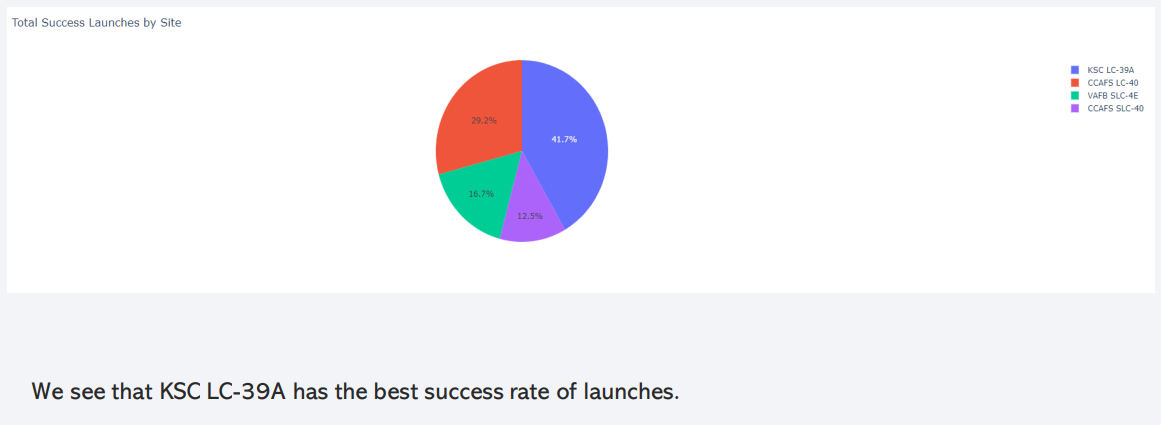 Total Success Launches by Site
KSC LC-39A
CCAFS LC-40
VAFB SLC-4E
CCAFS SLC-40
29.2%
41.7%
16.7%
12.5%
We see that KSC LC-39A has the best success rate of launches.